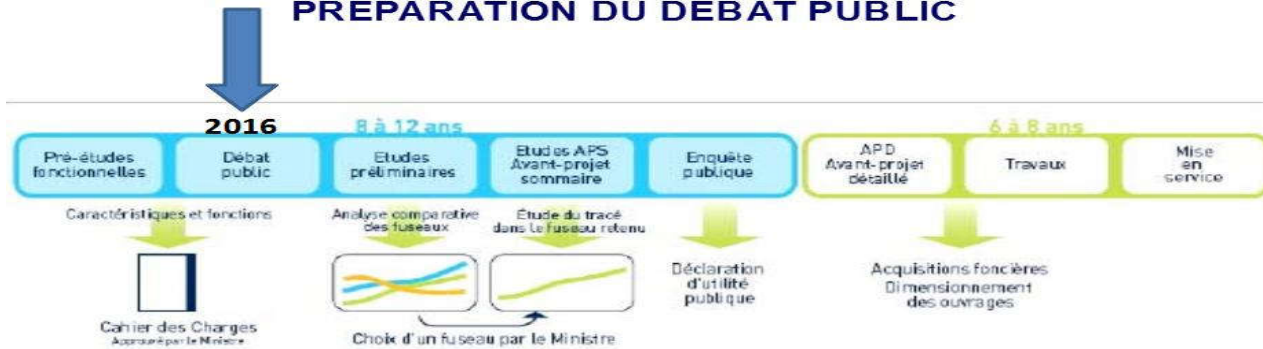 PREPARATION DU DEBAT PUBLIC
2016
8 à 12 ans
6 à 8 ans
Pré-études
fonctionnelles
Débat
public
Etudes
préliminaires
Etudes APS
Avant-projet
sommaire
Enquête
publique
APD
Avant-projet
détaillé
Travaux
Mise
en
service
Caractéristiques et fonctions
Analyse comparative
des fuseaux
Étude du tracé
dans le fuseau retenu
Déclaration
d'utilité
publique
Acquisitions foncières
Dimensionnement
des ouvrages
Cahier des Charges
Approuvé par le Ministre
Choix d'un fuseau par le Ministre